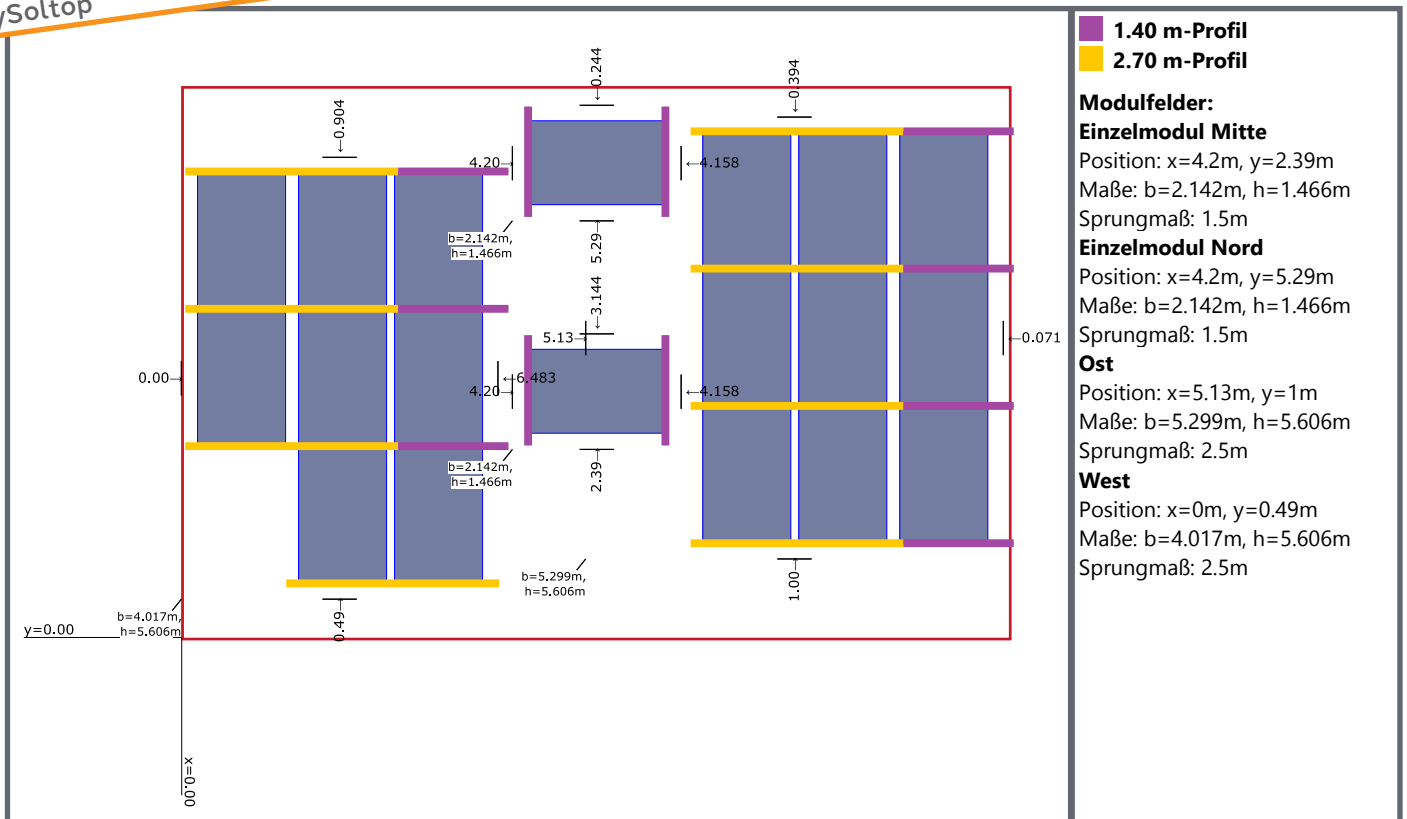 ySoltop
0.904
0.244
0.394
4.20
4.158
b=2.142m,
h=1.466m
5.29
3.144
5.13
0.071
0.00
6.483
4.20
4.158
b=2.142m,
h=1.466m
2.39
b=5.299m,
h=5.606m
1.00
b=4.017m,
h=5.606m
0.49
y=0.00
x=0.00
1.40 m-Profil
2.70 m-Profil
Modulfelder:
Einzelmodul Mitte
Position: x=4.2m, y=2.39m
Maße: b=2.142m, h=1.466m
Sprungmaß: 1.5m
Einzelmodul Nord
Position: x=4.2m, y=5.29m
Maße: b=2.142m, h=1.466m
Sprungmaß: 1.5m
Ost
Position: x=5.13m, y=1m
Maße: b=5.299m, h=5.606m
Sprungmaß: 2.5m
West
Position: x=0m, y=0.49m
Maße: b=4.017m, h=5.606m
Sprungmaß: 2.5m